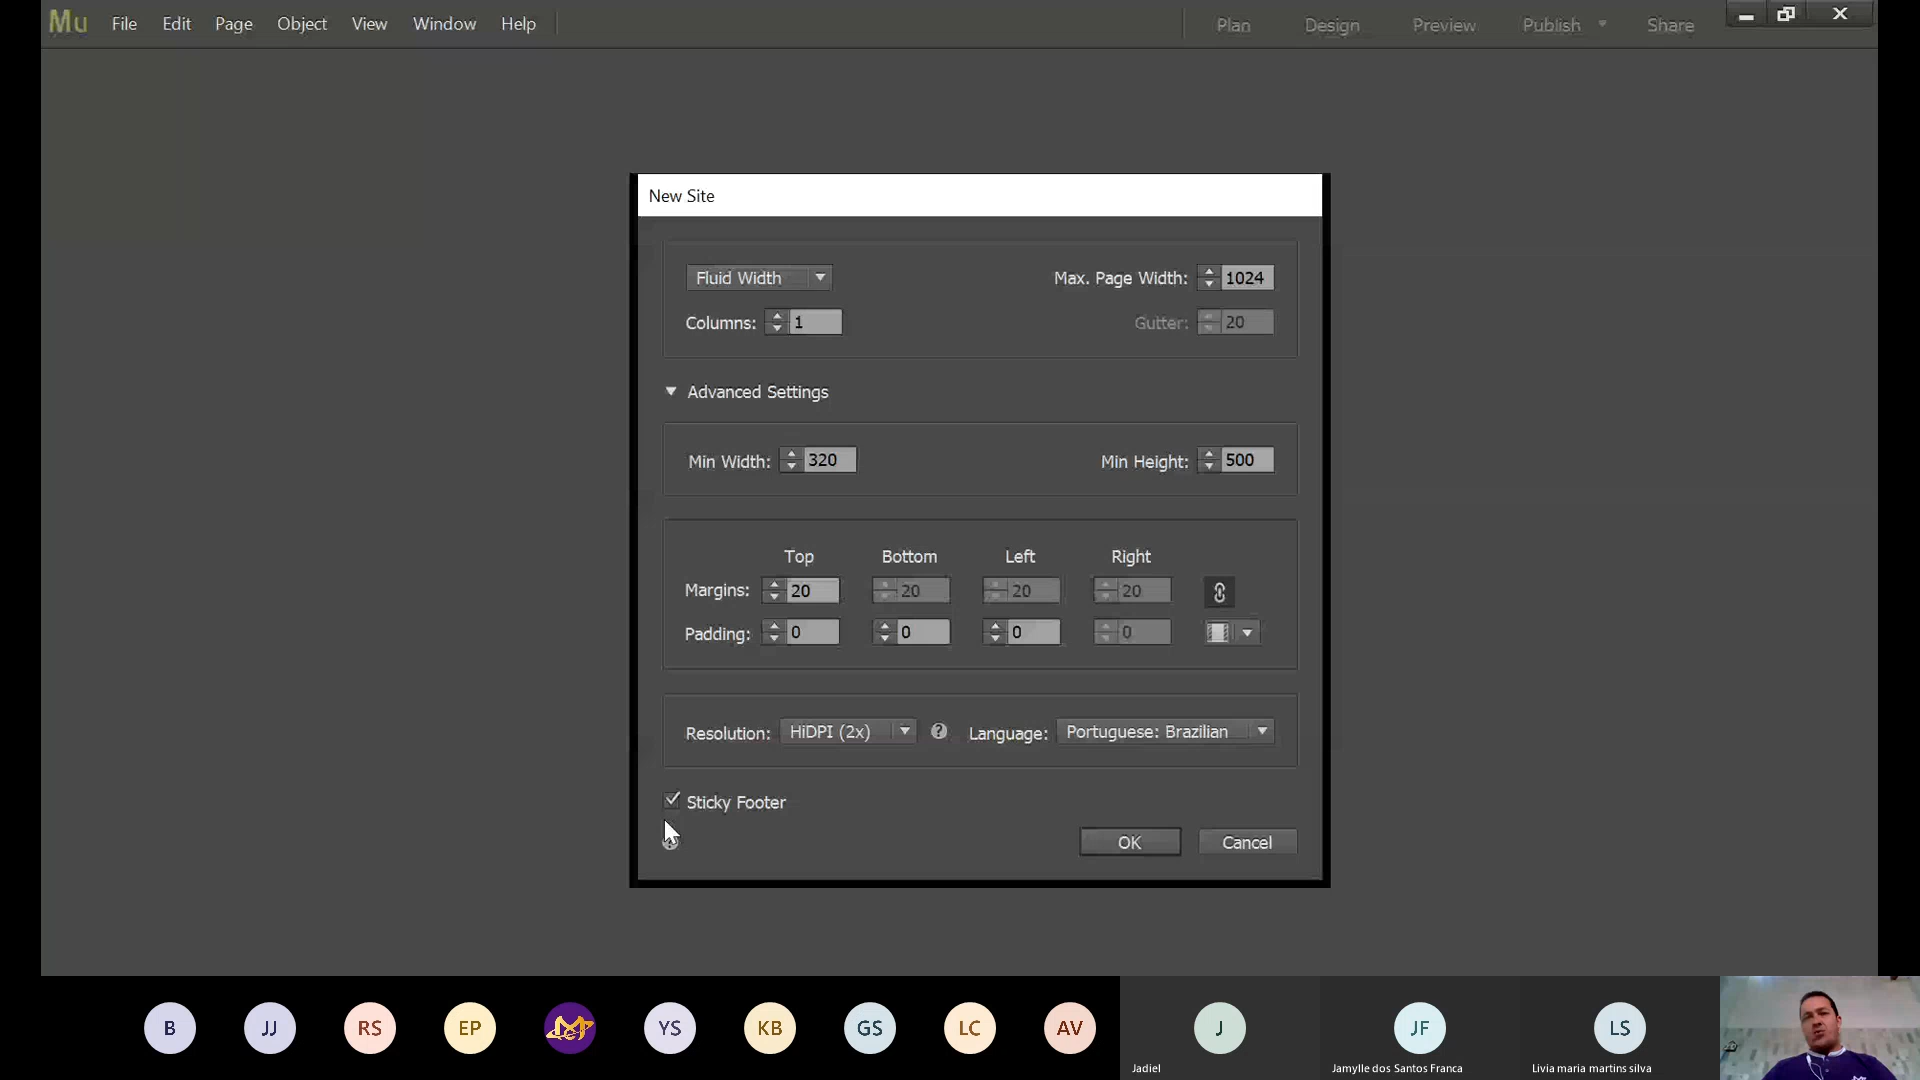 Mu File Edit Page Object View Window Help Plan Design Preview Publish Share
New Site
Fluid Width Max. Page Width: 1024
Columns: 1 Gutter: 20
Advanced Settings
Min Width: 320 Min Height: 500
Top Bottom Left Right
Margins: 20 20 20 20
Padding: 0 0 0 0
Resolution: HiDPI (2x) ? Language: Portuguese: Brazilian
Sticky Footer
OK Cancel
B JJ RS EP YS KB GS LC AV J JF LS
Jadiel Jamylle dos Santos Franca Livia maria martins silva